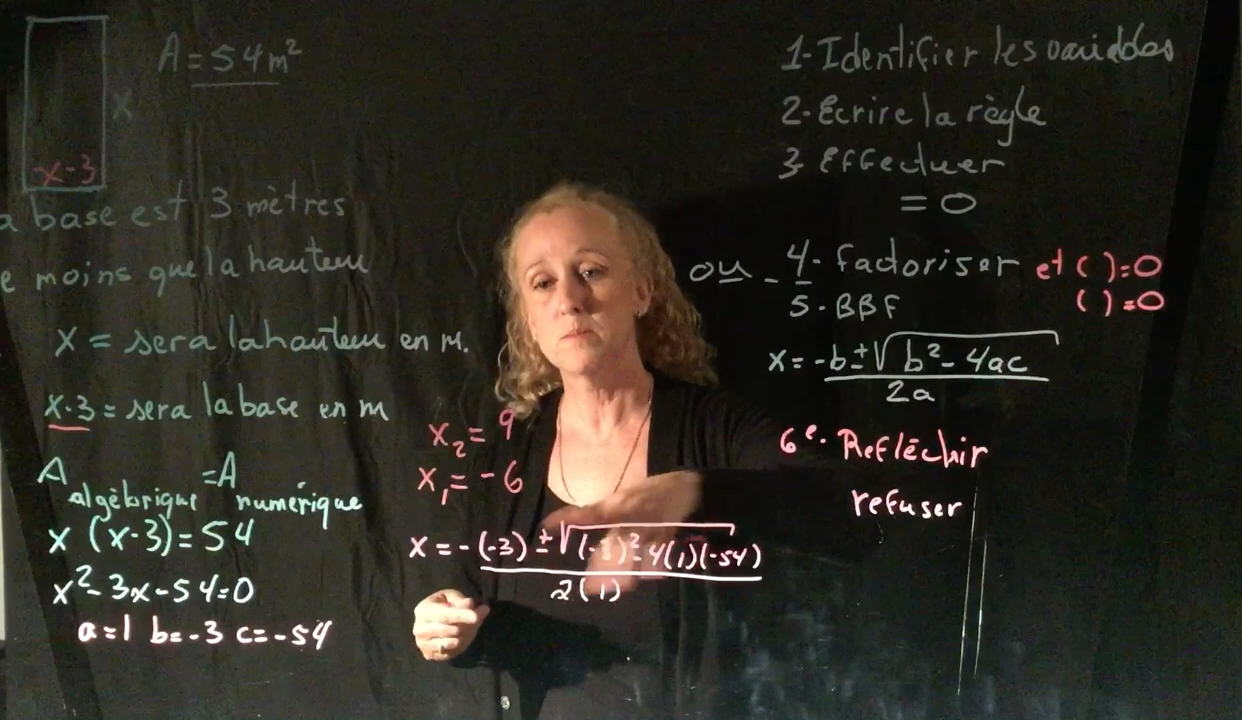 A = 54m²
x
x-3
a base est 3 mètres
e moins que la hauteur
x = sera la hauteur en m.
x-3 = sera la base en m
A algébrique = A numérique
x (x-3) = 54
x² - 3x - 54 = 0
a = 1 b = -3 c = -54
x₂ = 9
x₁ = -6
x = -(-3) ± √(-3)² - 4(1)(-54)
2(1)
1- Identifier les variables
2- Écrire la règle
3 Effectuer
= 0
ou - 4- factoriser et ( ) = 0
5. BBF ( ) = 0
x = -b ± √b² - 4ac
2a
6e. Refléchir
refuser